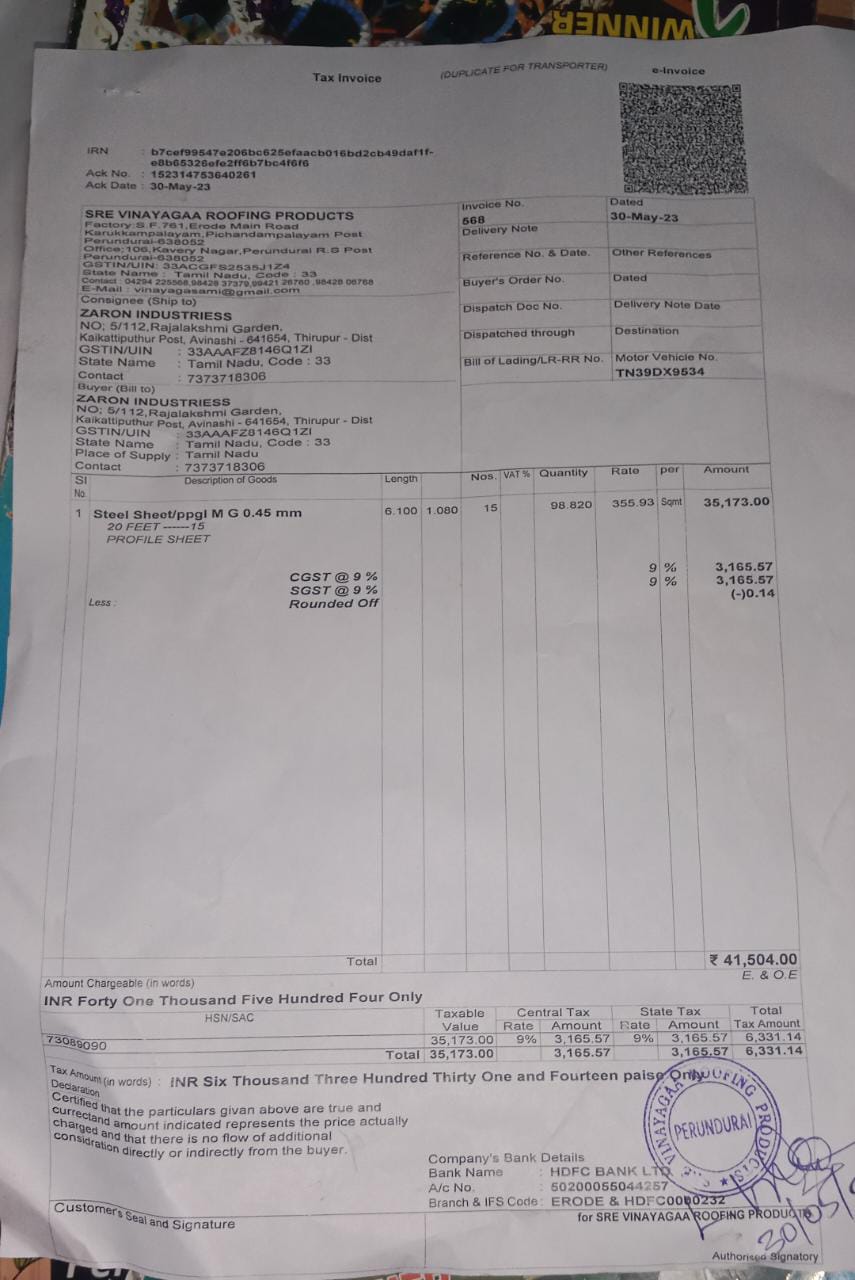 WINNER
Tax Invoice
(DUPLICATE FOR TRANSPORTER)
e-Invoice
IRN : b7cef99547e206bc625efaacb016bd2cb49daf1f-
e8b65326efe2ff6b7bc4f6f6
Ack No. : 152314753640261
Ack Date : 30-May-23
SRE VINAYAGAA ROOFING PRODUCTS
Factory:S.F.761,Erode Main Road
Karukkampalayam,Pichandampalayam Post
Perundurai-638052
Office;106,Kavery Nagar,Perundurai R.S Post
Perundurai-638052
GSTIN/UIN: 33ACGFS2535J1Z4
State Name : Tamil Nadu, Code : 33
Contact : 04294 225568,98428 37379,99421 26760 ,98428 06768
E-Mail : vinayagasami@gmail.com
Invoice No.
568
Dated
30-May-23
Delivery Note
Reference No. & Date.
Other References
Buyer's Order No.
Dated
Dispatch Doc No.
Delivery Note Date
Dispatched through
Destination
Bill of Lading/LR-RR No.
Motor Vehicle No.
TN39DX9534
Consignee (Ship to)
ZARON INDUSTRIESS
NO; 5/112,Rajalakshmi Garden,
Kaikattiputhur Post, Avinashi - 641654, Thirupur - Dist
GSTIN/UIN : 33AAAFZ8146Q1ZI
State Name : Tamil Nadu, Code : 33
Contact : 7373718306
Buyer (Bill to)
ZARON INDUSTRIESS
NO; 5/112,Rajalakshmi Garden,
Kaikattiputhur Post, Avinashi - 641654, Thirupur - Dist
GSTIN/UIN : 33AAAFZ8146Q1ZI
State Name : Tamil Nadu, Code : 33
Place of Supply : Tamil Nadu
Contact : 7373718306
Sl No. Description of Goods Length Nos. VAT % Quantity Rate per Amount
1 Steel Sheet/ppgl M G 0.45 mm 6.100 1.080 15 98.820 355.93 Sqmt 35,173.00
20 FEET ------15
PROFILE SHEET
CGST @ 9 % 9 % 3,165.57
SGST @ 9 % 9 % 3,165.57
Less : Rounded Off (-)0.14
Total ₹ 41,504.00
E. & O.E
Amount Chargeable (in words)
INR Forty One Thousand Five Hundred Four Only
HSN/SAC Taxable Value Central Tax Rate Amount State Tax Rate Amount Total Tax Amount
73089090 35,173.00 9% 3,165.57 9% 3,165.57 6,331.14
Total 35,173.00 3,165.57 3,165.57 6,331.14
Tax Amount (in words) : INR Six Thousand Three Hundred Thirty One and Fourteen paise Only
Declaration
Certified that the particulars givan above are true and
currectand amount indicated represents the price actually
charged and that there is no flow of additional
considration directly or indirectly from the buyer.
Company's Bank Details
Bank Name : HDFC BANK LTD
A/c No. : 50200055044257
Branch & IFS Code : ERODE & HDFC0000232
VINAYAGAA ROOFING PRODUCTS
PERUNDURAI
Customer's Seal and Signature
for SRE VINAYAGAA ROOFING PRODUCTS
Authorised Signatory